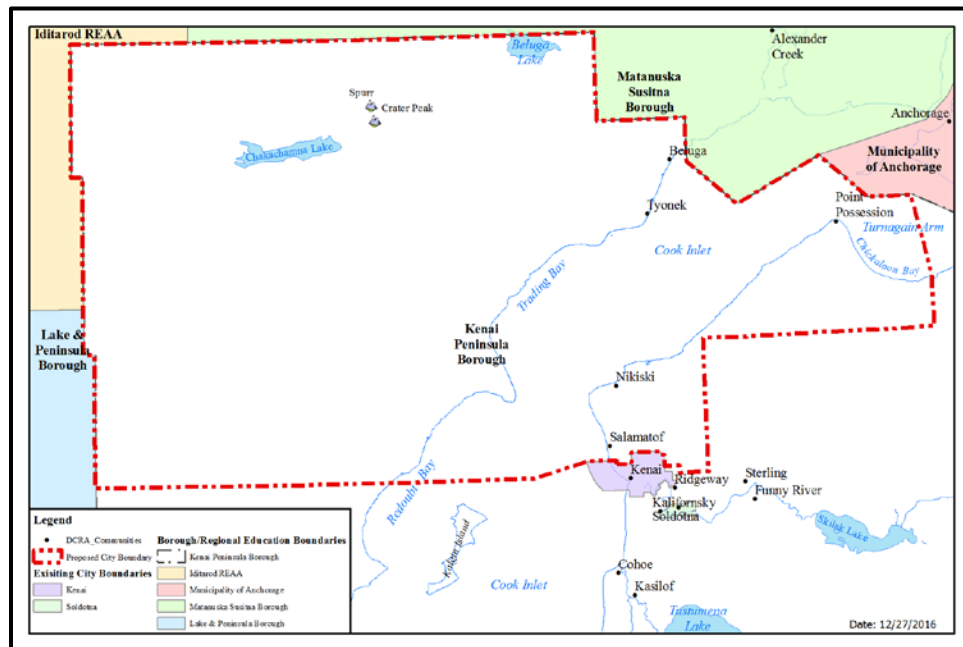 Iditarod REAA
Beluga
Lake
Alexander
Creek
Matanuska
Susitna
Borough
Spurr
Crater Peak
Anchorage
Chakachamna Lake
Municipality
of Anchorage
Beluga
Point
Possession
Tyonek
Turnagain Arm
Cook Inlet
Chickaloon Bay
Trading Bay
Lake &
Peninsula
Borough
Kenai
Peninsula
Borough
Nikiski
Salamatof
Kenai
Ridgeway
Sterling
Funny River
Redoubt Bay
Kalifornsky
Soldotna
Skilak Lake
Kalgin Island
Cohoe
Cook Inlet
Kasilof
Tustumena
Lake
Legend
DCRA_Communities
Proposed City Boundary
Exisiting City Boundaries
Kenai
Soldotna
Borough/Regional Education Boundaries
Kenai Peninsula Borough
Iditarod REAA
Municipality of Anchorage
Matanuska Susitna Borough
Lake & Peninsula Borough
Date: 12/27/2016